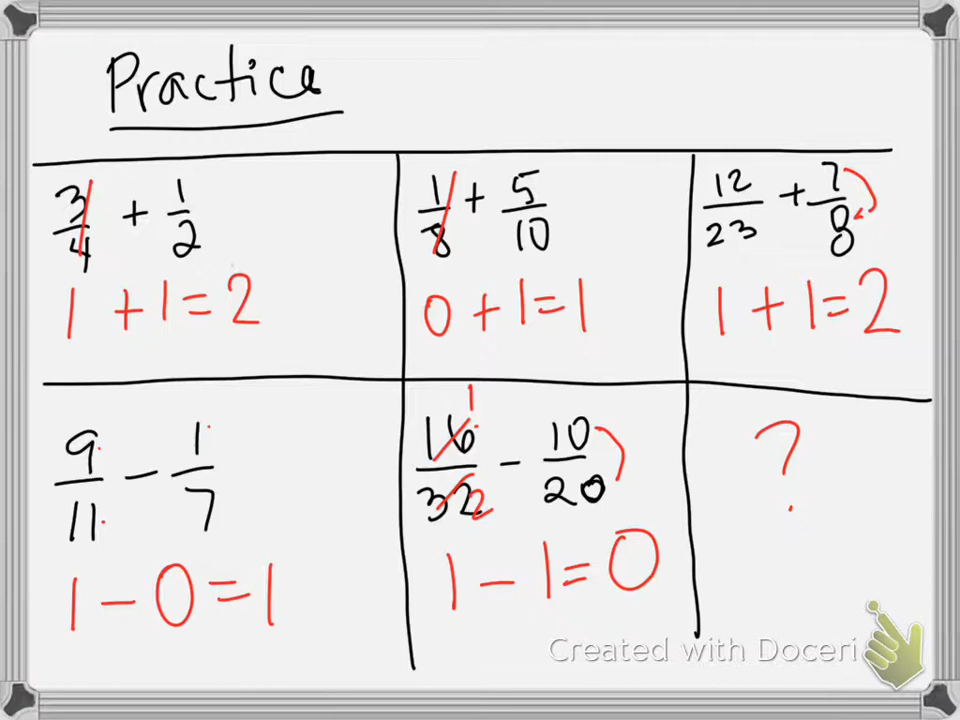 Practica
3/4 + 1/2
1 + 1 = 2
1/8 + 5/10
0 + 1 = 1
12/23 + 7/8
1 + 1 = 2
9/11 - 1/7
1 - 0 = 1
1
16/32 - 10/20
2
1 - 1 = 0
?
Created with Doceri